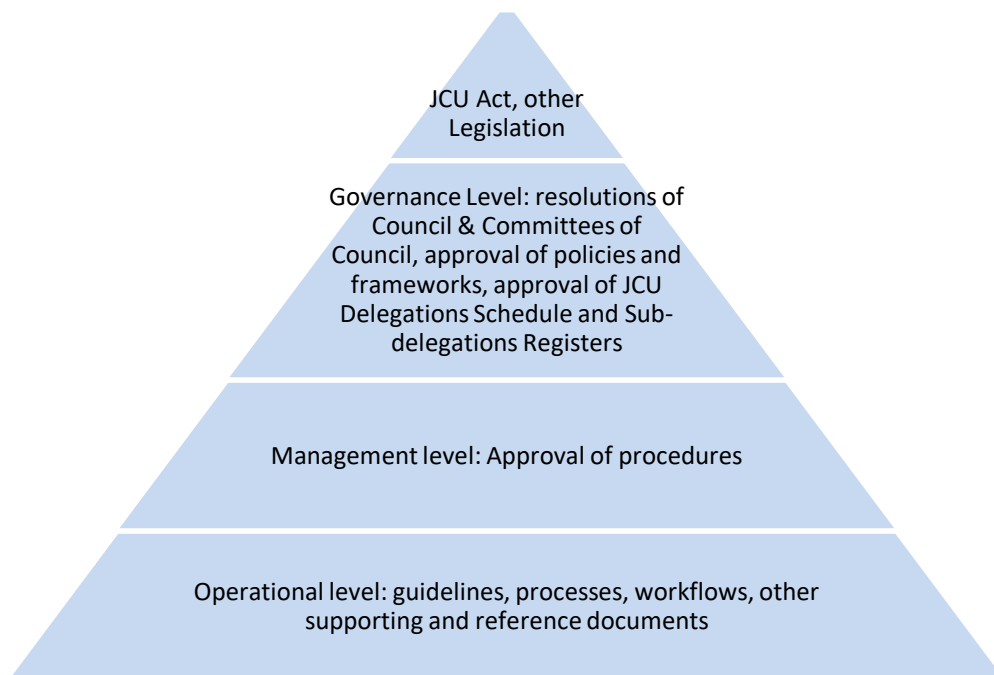 JCU Act, other
Legislation
Governance Level: resolutions of
Council & Committees of
Council, approval of policies and
frameworks, approval of JCU
Delegations Schedule and Sub-
delegations Registers
Management level: Approval of procedures
Operational level: guidelines, processes, workflows, other
supporting and reference documents